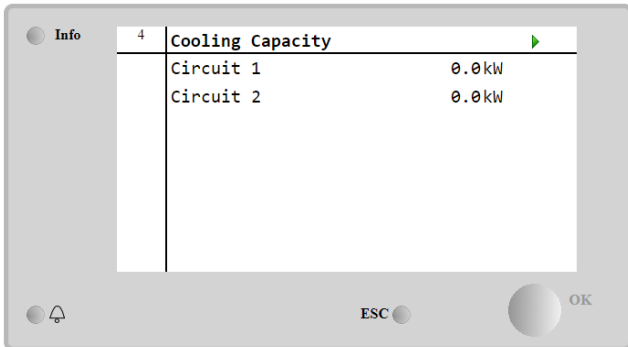 Info
4 Cooling Capacity
Circuit 1 0.0kW
Circuit 2 0.0kW
ESC
OK